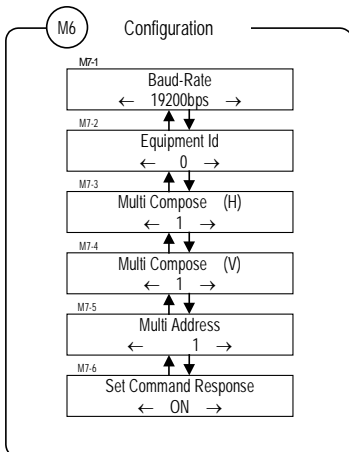 M6 Configuration
M7-1
Baud-Rate
← 19200bps →
M7-2
Equipment Id
← 0 →
M7-3
Multi Compose (H)
← 1 →
M7-4
Multi Compose (V)
← 1 →
M7-5
Multi Address
← 1 →
M7-6
Set Command Response
← ON →